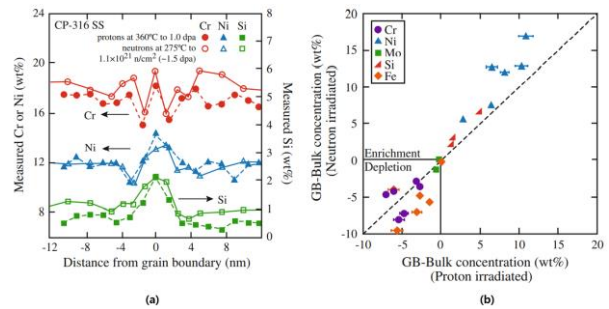 CP-316 SS
Cr Ni Si
protons at 360°C to 1.0 dpa
neutrons at 275°C to
1.1×10²¹ n/cm² (~1.5 dpa)
Measured Cr or Ni (wt%)
24
20
16
12
8
Cr
Ni
Si
8
7
6
5
4
3
2
1
0
Measured Si (wt%)
-12 -8 -4 0 4 8
Distance from grain boundary (nm)
(a)
Cr
Ni
Mo
Si
Fe
GB-Bulk concentration (wt%)
(Neutron irradiated)
20
15
10
5
0
-5
-10
Enrichment
Depletion
-10 -5 0 5 10 15 20
GB-Bulk concentration (wt%)
(Proton irradiated)
(b)